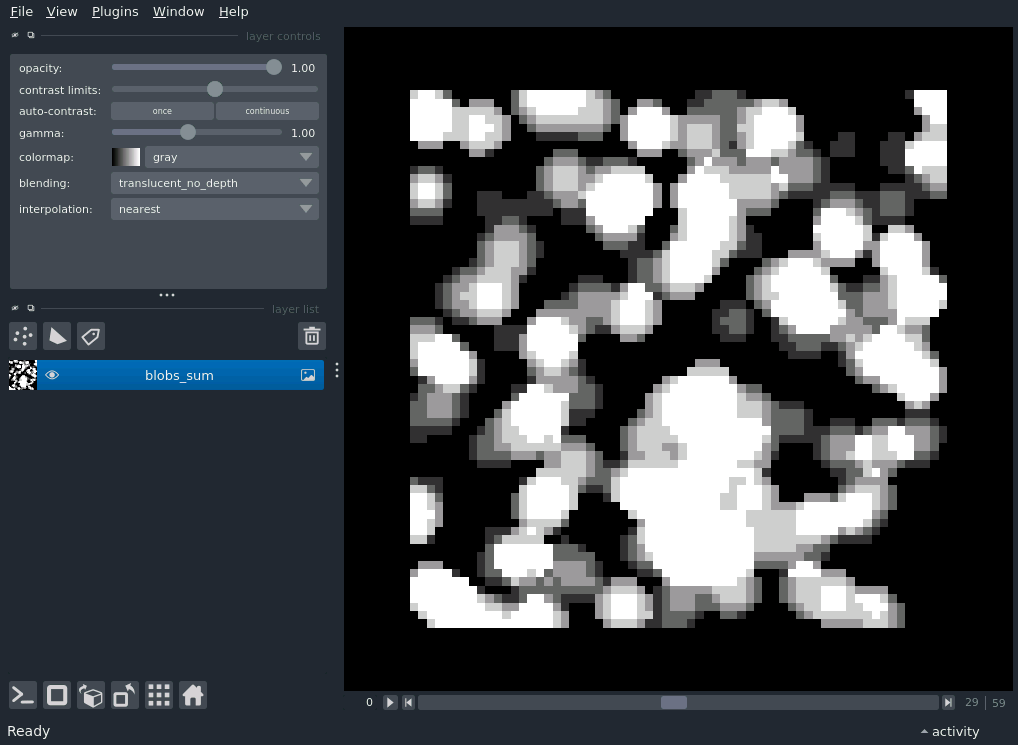 File View Plugins Window Help
layer controls
opacity: 1.00
contrast limits:
auto-contrast: once continuous
gamma: 1.00
colormap: gray
blending: translucent_no_depth
interpolation: nearest
layer list
blobs_sum
0 29 59
Ready activity